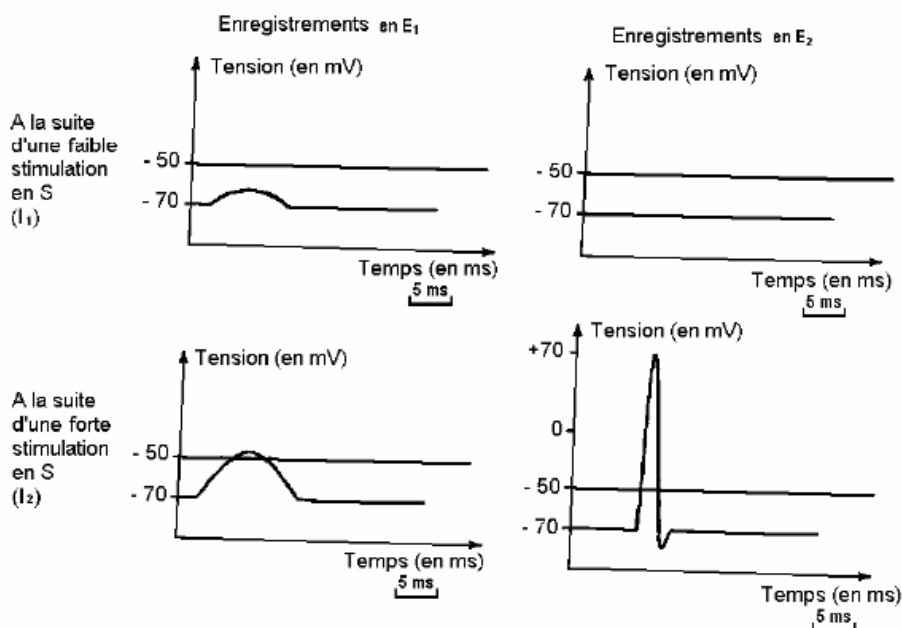 Enregistrements en E₁
Enregistrements en E₂
A la suite
d'une faible
stimulation
en S
(I₁)
Tension (en mV)
- 50
- 70
Temps (en ms)
5 ms
Tension (en mV)
- 50
- 70
Temps (en ms)
5 ms
A la suite
d'une forte
stimulation
en S
(I₂)
Tension (en mV)
- 50
- 70
Temps (en ms)
5 ms
Tension (en mV)
+70
0
- 50
- 70
Temps (en ms)
5 ms